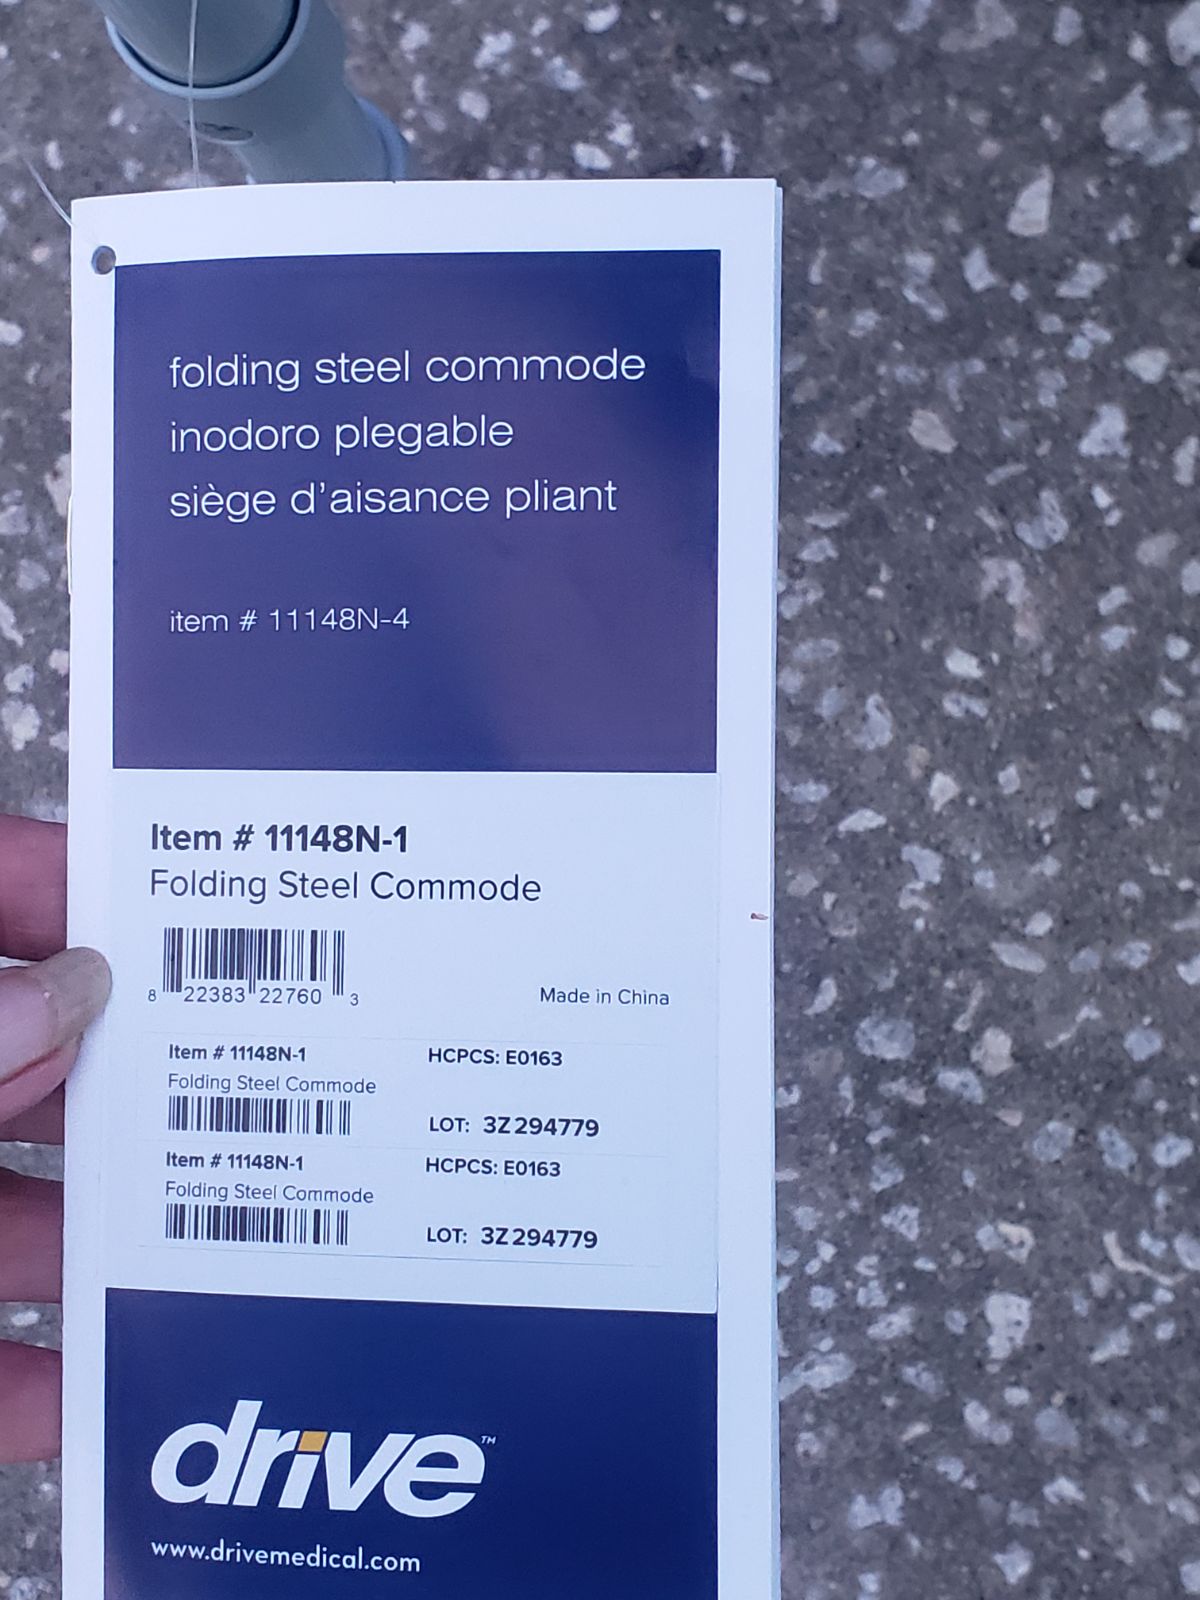 folding steel commode
inodoro plegable
siège d'aisance pliant
item # 11148N-4
Item # 11148N-1
Folding Steel Commode
8 22383 22760 3
Made in China
Item # 11148N-1
HCPCS: E0163
Folding Steel Commode
LOT: 3Z294779
Item # 11148N-1
HCPCS: E0163
Folding Steel Commode
LOT: 3Z294779
drive™
www.drivemedical.com